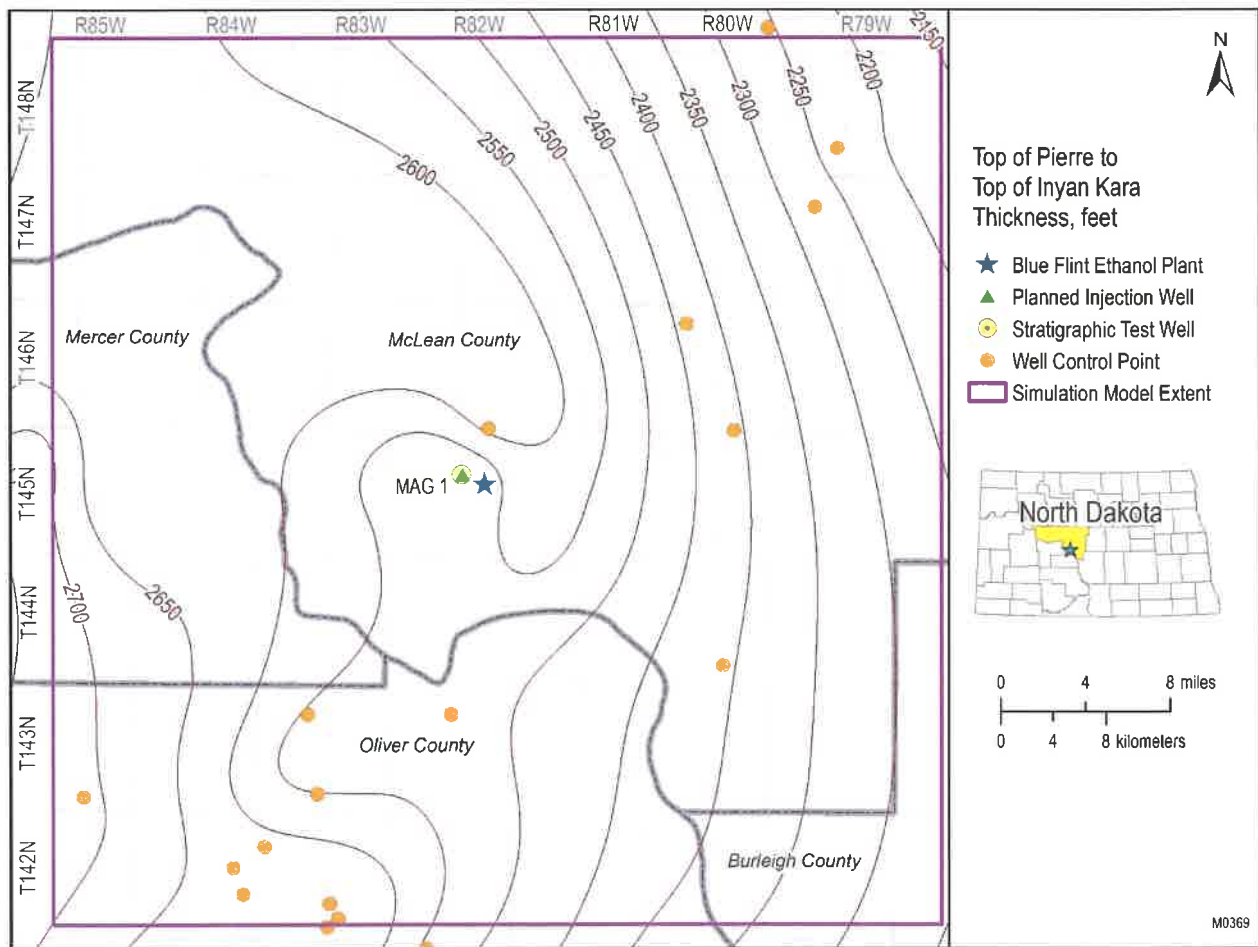 R85W R84W R83W R82W R81W R80W R79W
T148N
T147N
T146N
T145N
T144N
T143N
T142N
2150
2200
2250
2300
2350
2400
2450
2500
2550
2600
2650
2700
Mercer County
McLean County
MAG 1
Oliver County
Burleigh County
N
Top of Pierre to
Top of Inyan Kara
Thickness, feet
Blue Flint Ethanol Plant
Planned Injection Well
Stratigraphic Test Well
Well Control Point
Simulation Model Extent
North Dakota
0 4 8 miles
0 4 8 kilometers
M0369